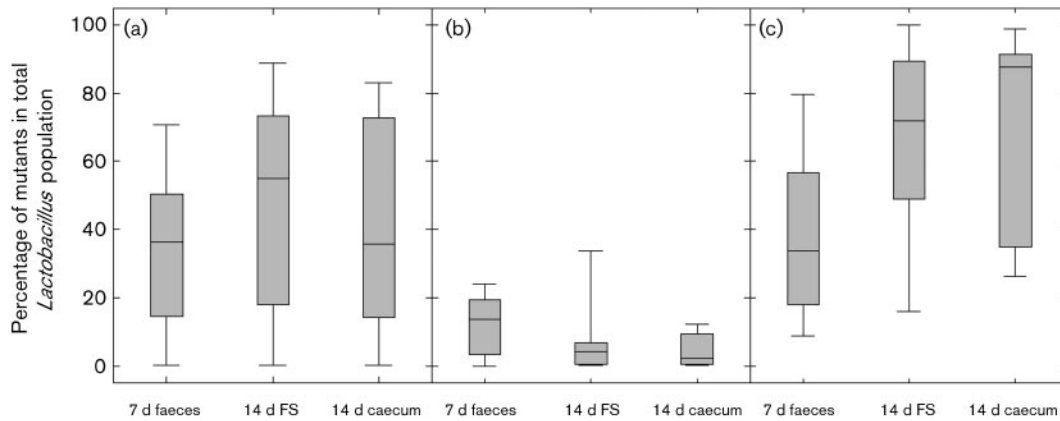 Percentage of mutants in total
Lactobacillus population
100
80
60
40
20
0
(a)
(b)
(c)
7 d faeces
14 d FS
14 d caecum
7 d faeces
14 d FS
14 d caecum
7 d faeces
14 d FS
14 d caecum